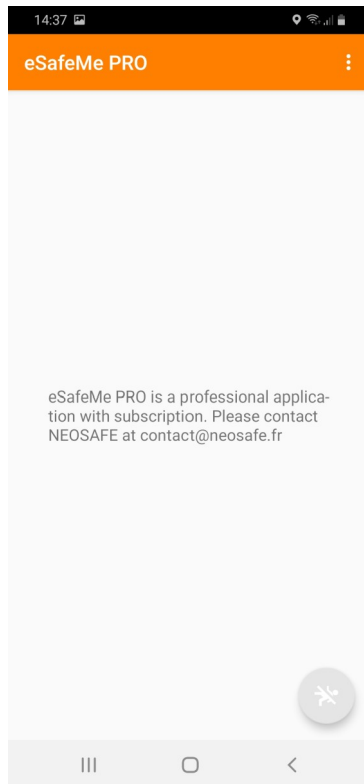 14:37
eSafeMe PRO
eSafeMe PRO is a professional applica-
tion with subscription. Please contact
NEOSAFE at contact@neosafe.fr